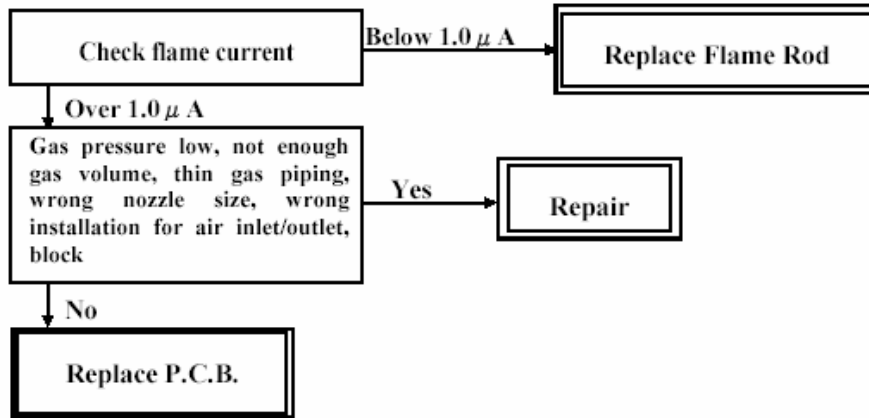 Check flame current
Below 1.0 μ A
Replace Flame Rod
Over 1.0 μ A
Gas pressure low, not enough
gas volume, thin gas piping,
wrong nozzle size, wrong
installation for air inlet/outlet,
block
Yes
Repair
No
Replace P.C.B.